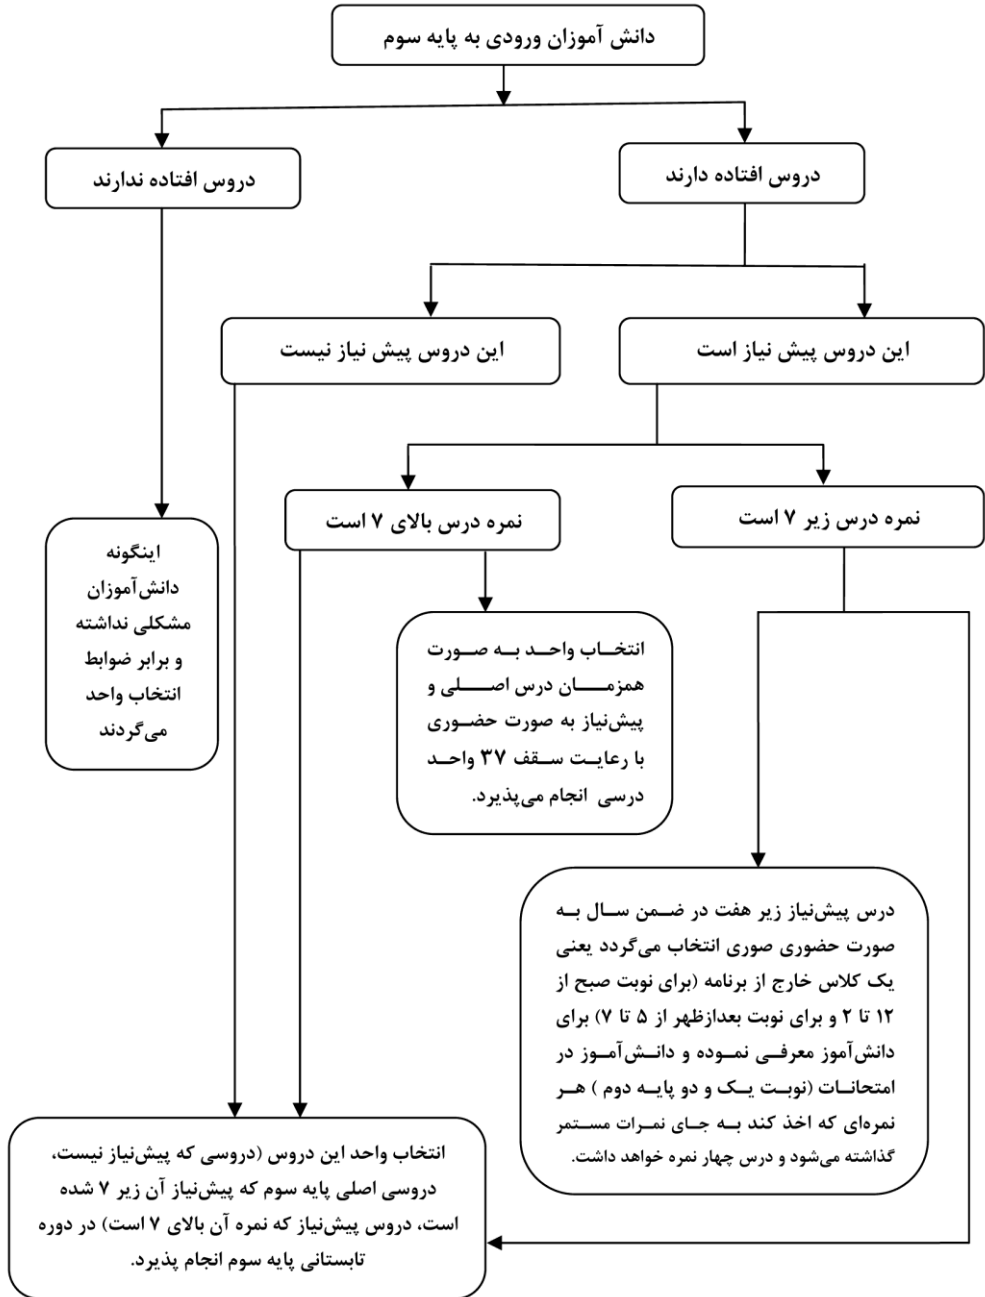 دانش آموزان ورودی به پایه سوم
دروس افتاده دارند
دروس افتاده ندارند
این دروس پیش نیاز است
این دروس پیش نیاز نیست
نمره درس زیر ۷ است
نمره درس بالای ۷ است
اینگونه
دانش‌آموزان
مشکلی نداشته
و برابر ضوابط
انتخاب واحد
می‌گردند
انتخاب واحد به صورت
همزمان درس اصلی و
پیش‌نیاز به صورت حضوری
با رعایت سقف ۳۷ واحد
درسی انجام می‌پذیرد.
درس پیش‌نیاز زیر هفت در ضمن سال به
صورت حضوری صوری انتخاب می‌گردد یعنی
یک کلاس خارج از برنامه (برای نوبت صبح از
۱۲ تا ۲ و برای نوبت بعدازظهر از ۵ تا ۷) برای
دانش‌آموز معرفی نموده و دانش‌آموز در
امتحانات (نوبت یک و دو پایه دوم ) هر
نمره‌ای که اخذ کند به جای نمرات مستمر
گذاشته می‌شود و درس چهار نمره خواهد داشت.
انتخاب واحد این دروس (دروسی که پیش‌نیاز نیست،
دروسی اصلی پایه سوم که پیش‌نیاز آن زیر ۷ شده
است، دروس پیش‌نیاز که نمره آن بالای ۷ است) در دوره
تابستانی پایه سوم انجام پذیرد.